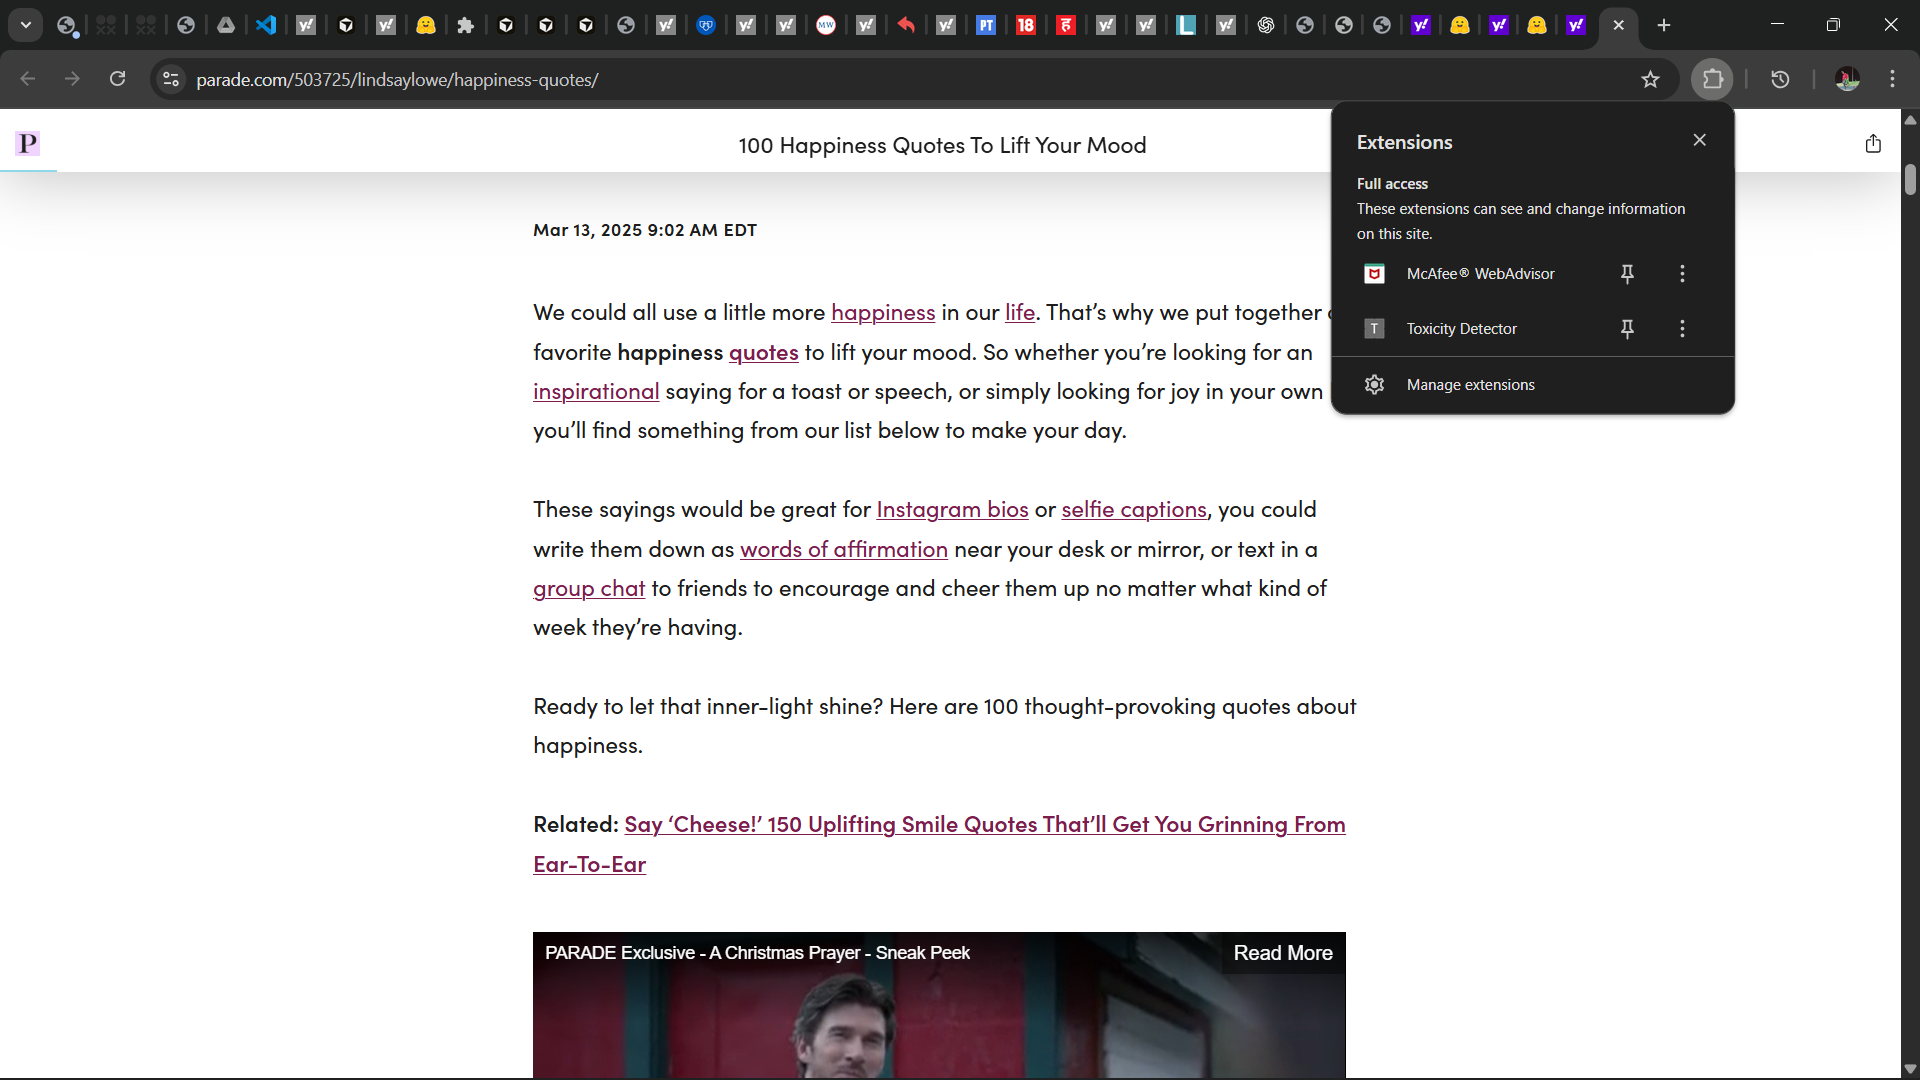 parade.com/503725/lindsaylowe/happiness-quotes/
P
100 Happiness Quotes To Lift Your Mood
Mar 13, 2025 9:02 AM EDT
We could all use a little more happiness in our life. That’s why we put together
favorite happiness quotes to lift your mood. So whether you’re looking for an
inspirational saying for a toast or speech, or simply looking for joy in your own
you’ll find something from our list below to make your day.
These sayings would be great for Instagram bios or selfie captions, you could
write them down as words of affirmation near your desk or mirror, or text in a
group chat to friends to encourage and cheer them up no matter what kind of
week they’re having.
Ready to let that inner-light shine? Here are 100 thought-provoking quotes about
happiness.
Related: Say ‘Cheese!’ 150 Uplifting Smile Quotes That’ll Get You Grinning From
Ear-To-Ear
PARADE Exclusive - A Christmas Prayer - Sneak Peek
Read More
Extensions
Full access
These extensions can see and change information
on this site.
McAfee® WebAdvisor
T
Toxicity Detector
Manage extensions